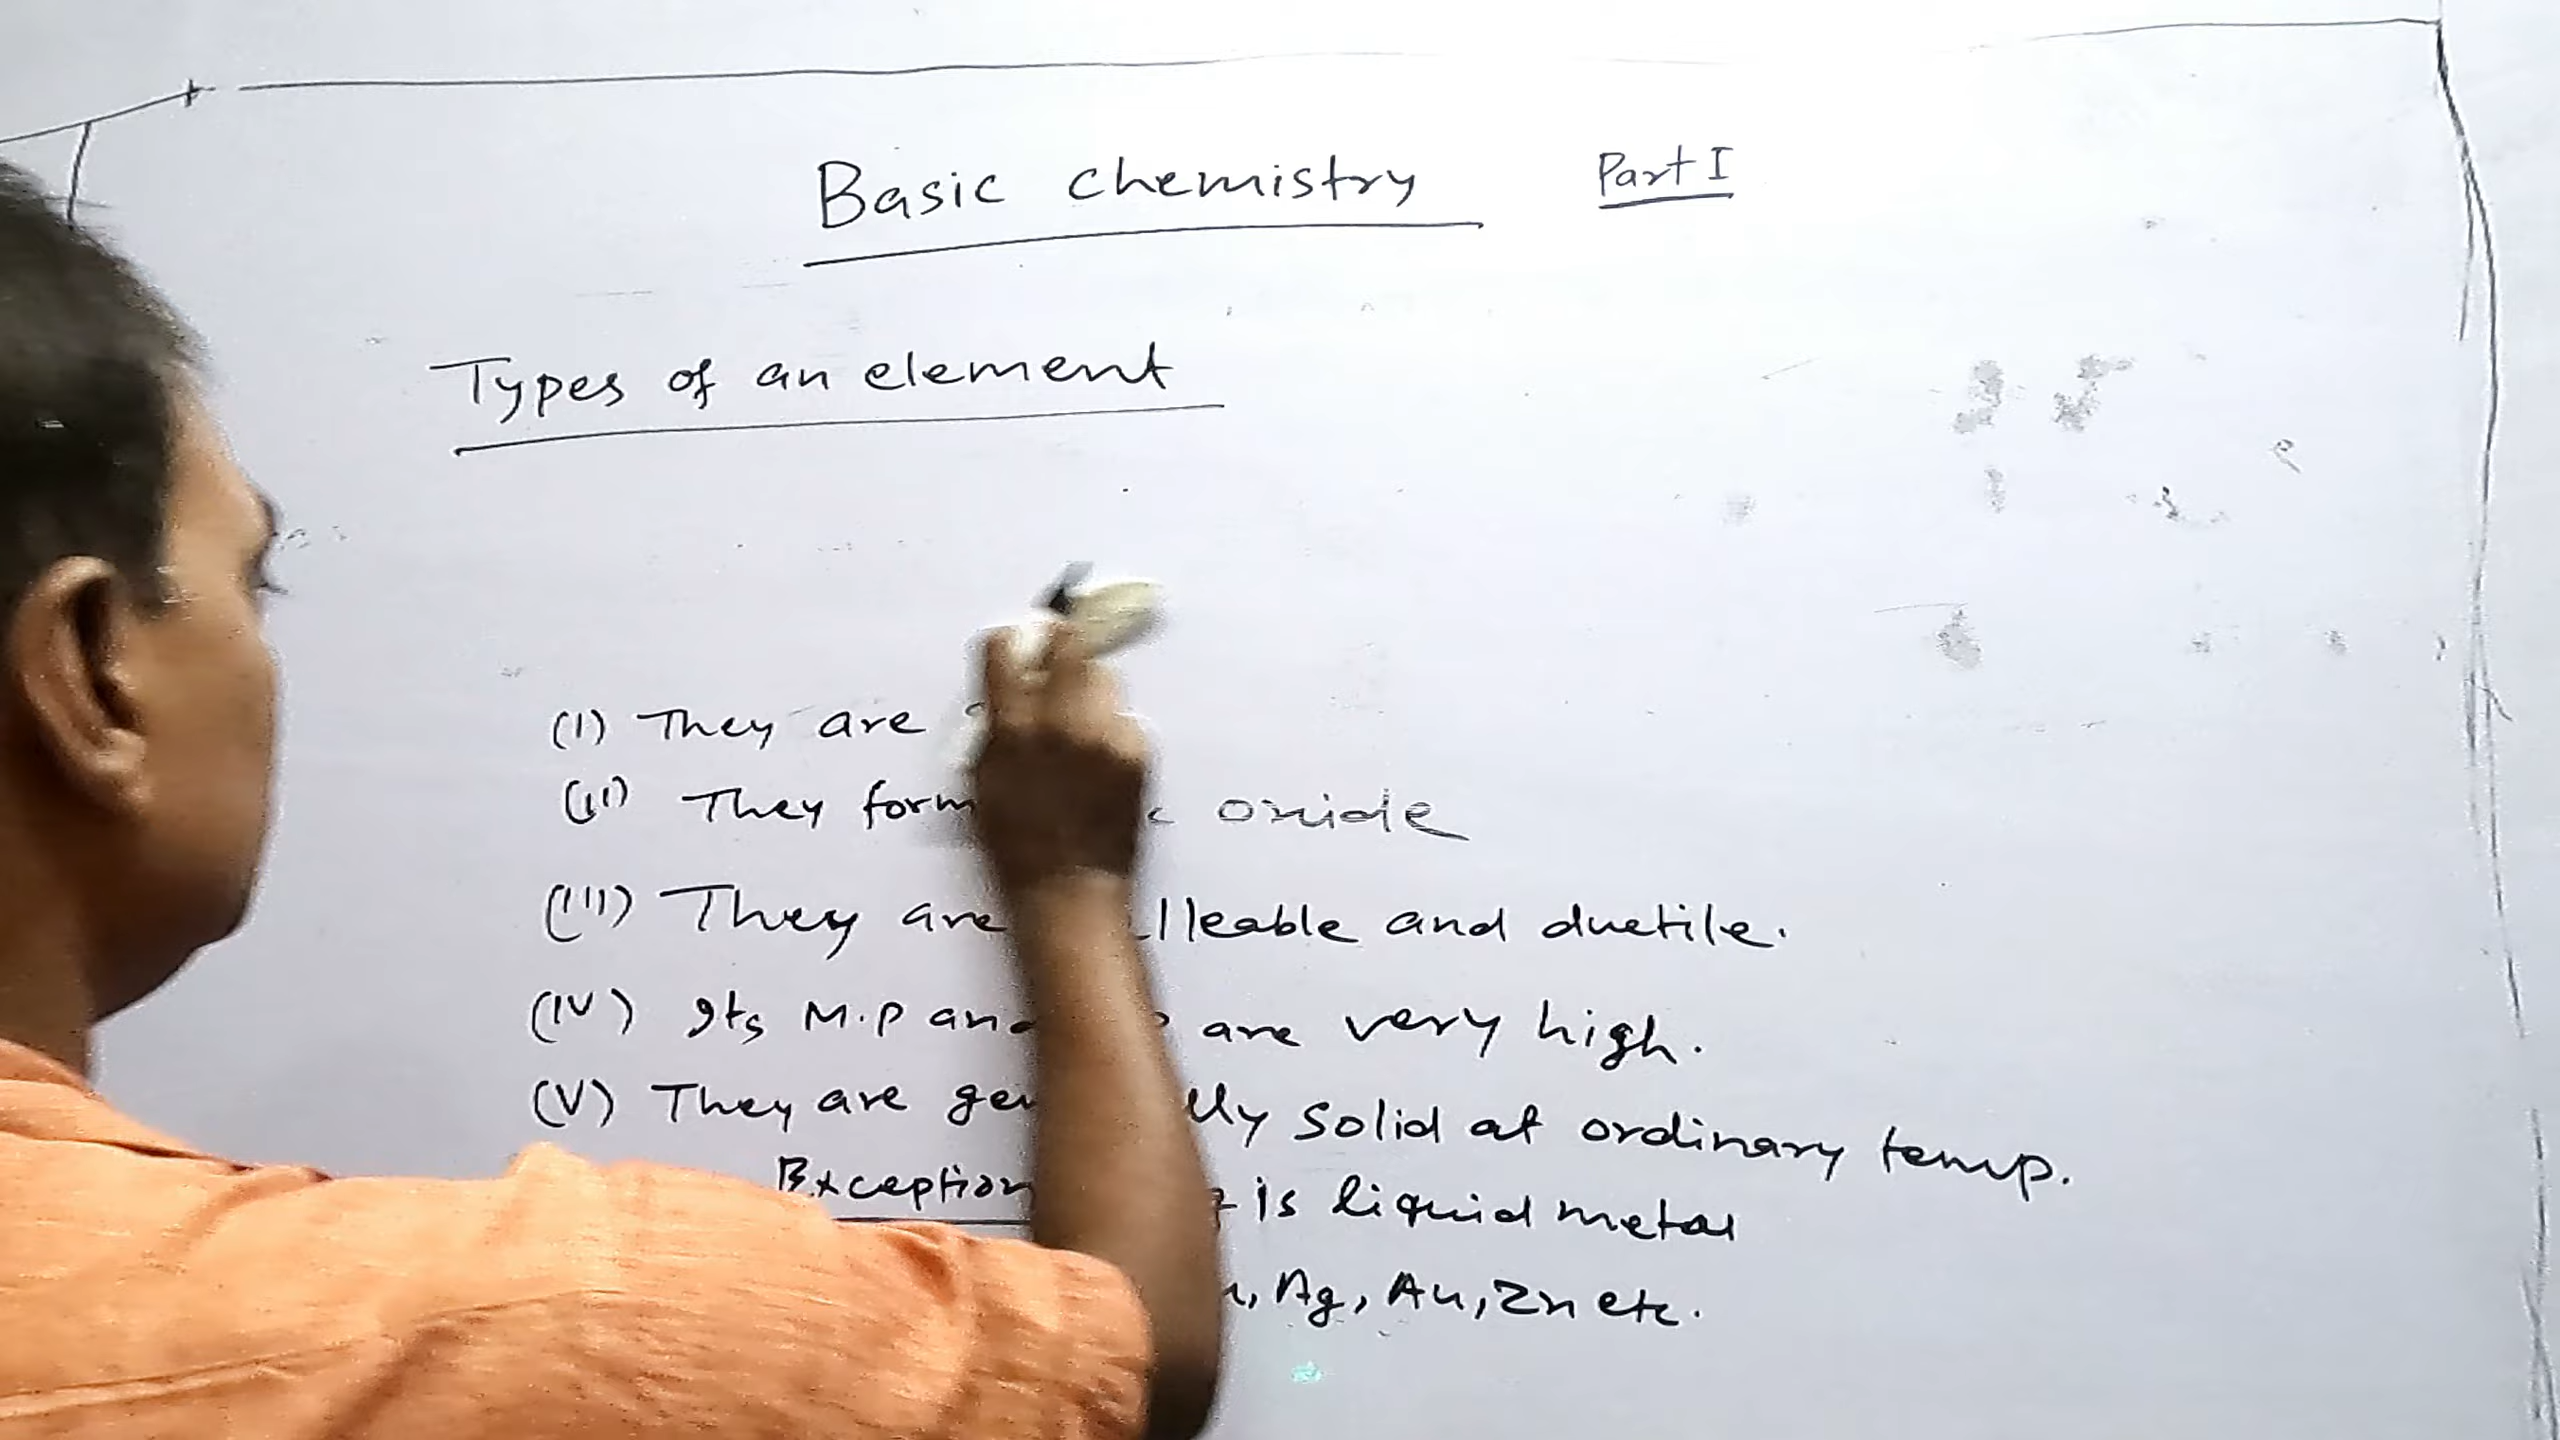 Basic chemistry Part I
Types of an element
(I) They are
(II) They form oxide
(III) They are lleable and ductile.
(IV) Its M.P and are very high.
(V) They are gen lly solid at ordinary temp.
Exception is liquid metal
, Ag, Au, Zn etc.